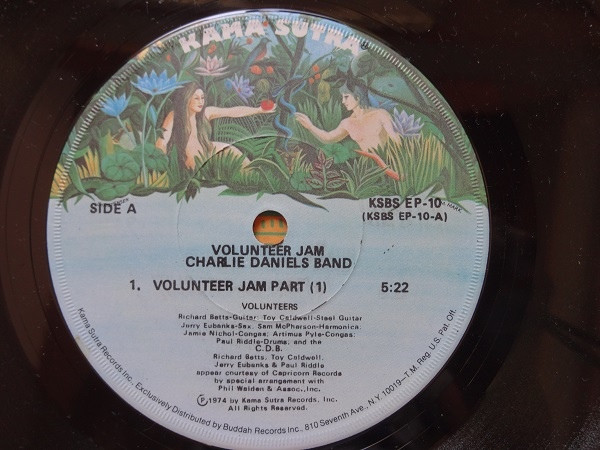 KAMA SUTRA
SIDE A
KSBS EP-10
(KSBS EP-10-A)
VOLUNTEER JAM
CHARLIE DANIELS BAND
1. VOLUNTEER JAM PART (1) 5:22
VOLUNTEERS
Richard Betts-Guitar; Toy Caldwell-Steel Guitar
Jerry Eubanks-Sax; Sam McPherson-Harmonica;
Jamie Nichol-Congas; Artimus Pyle-Congas;
Paul Riddle-Drums; and the
C.D.B.
Richard Betts, Toy Caldwell,
Jerry Eubanks & Paul Riddle
appear courtesy of Capricorn Records
by special arrangement with
Phil Walden & Assoc., Inc.
Ⓟ 1974 by Kama Sutra Records, Inc.
All Rights Reserved.
Kama Sutra Records Inc., Exclusively Distributed by Buddah Records Inc., 810 Seventh Ave., N.Y. 10019–T.M. Reg. U.S. Pat. Off.